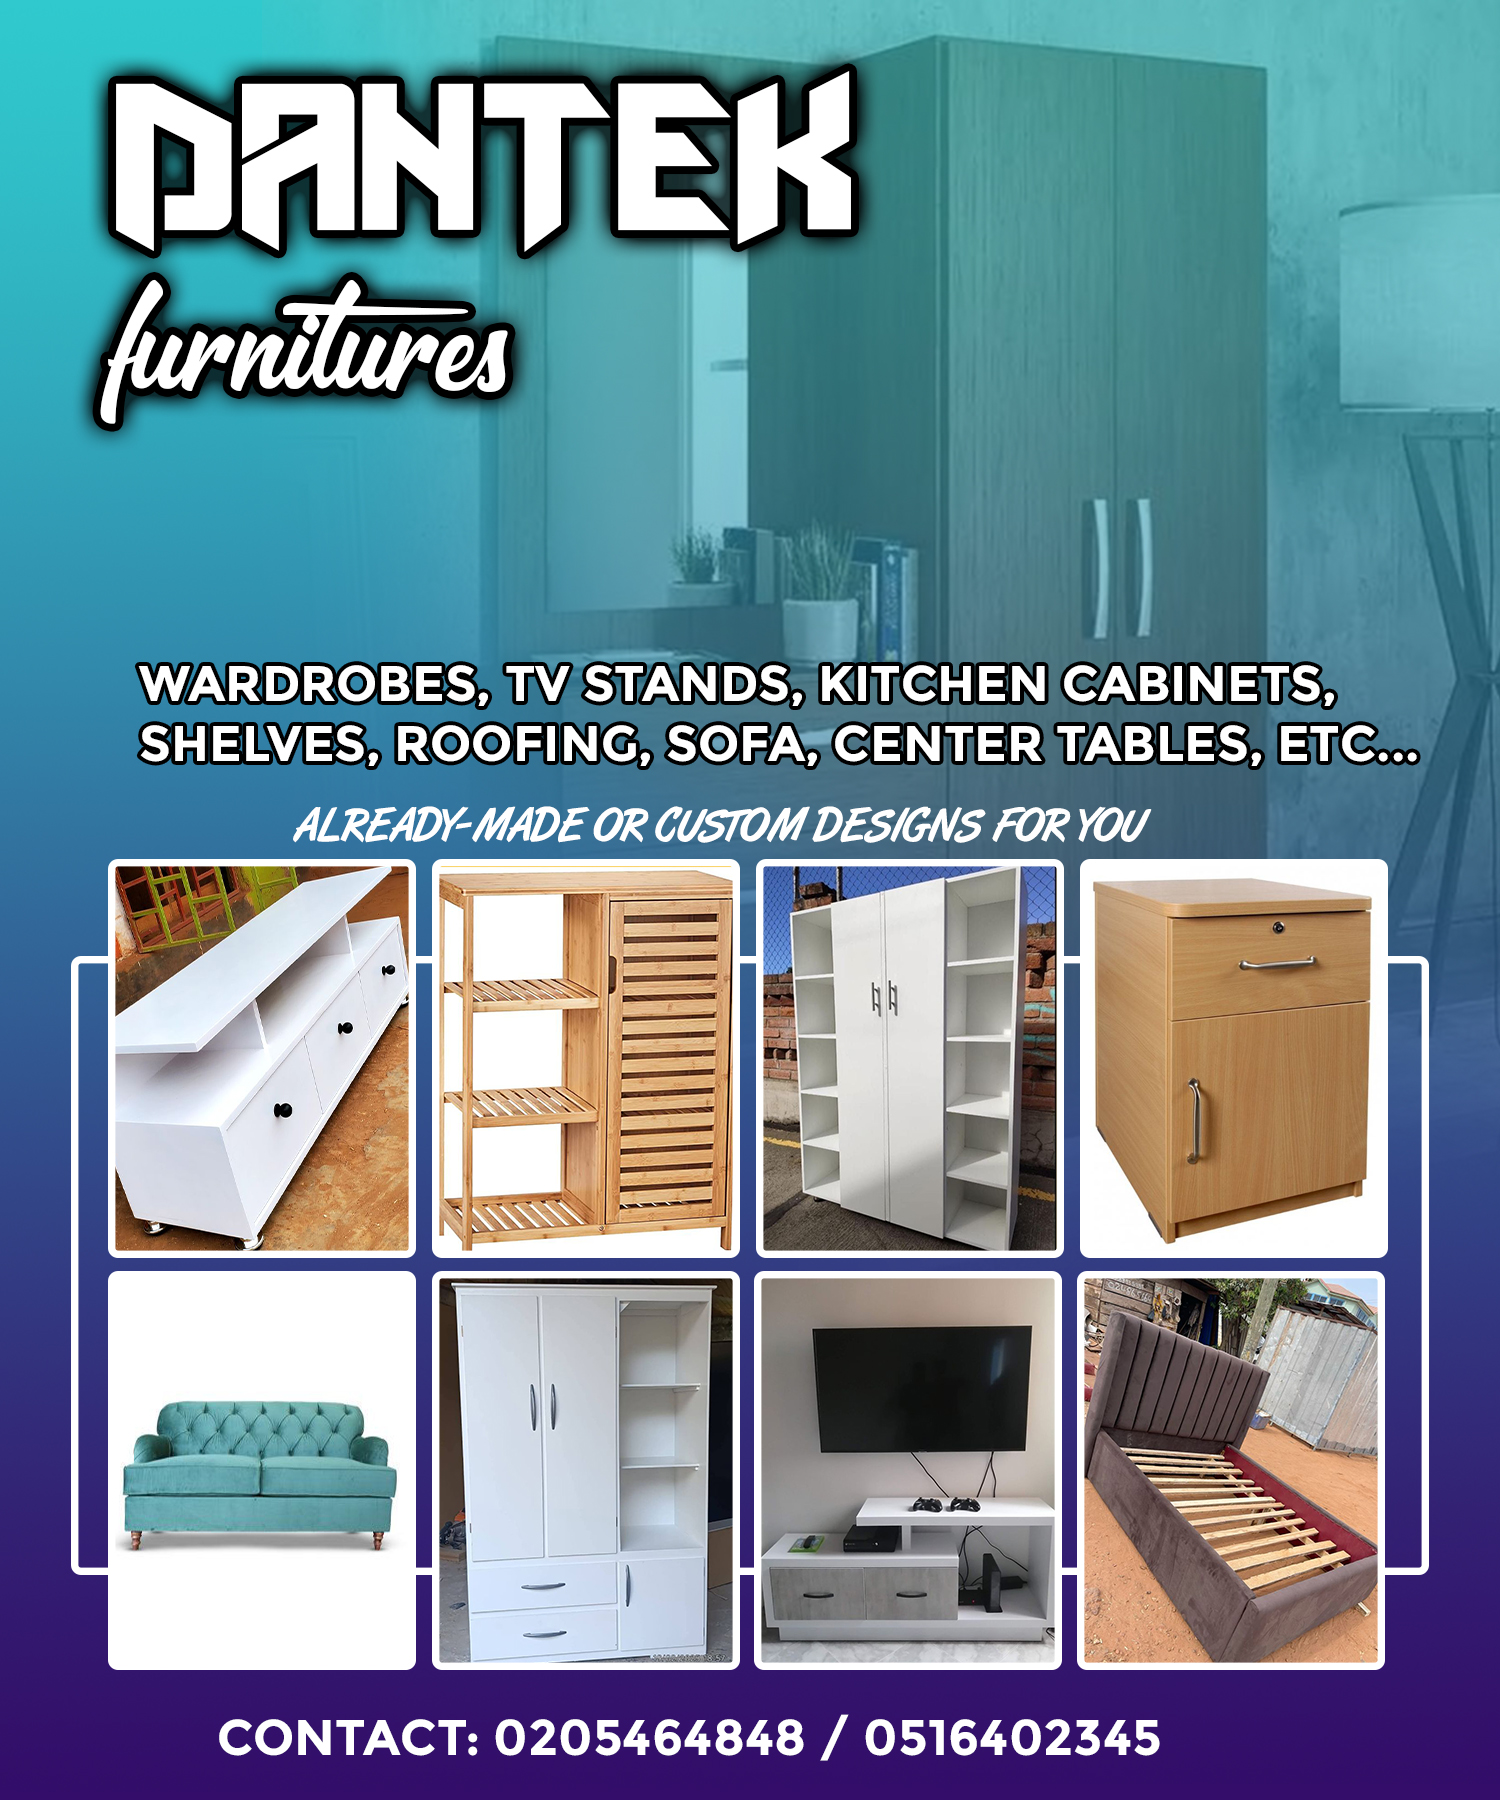 DANTEK
furnitures
WARDROBES, TV STANDS, KITCHEN CABINETS,
SHELVES, ROOFING, SOFA, CENTER TABLES, ETC...
ALREADY-MADE OR CUSTOM DESIGNS FOR YOU
CONTACT: 0205464848 / 0516402345